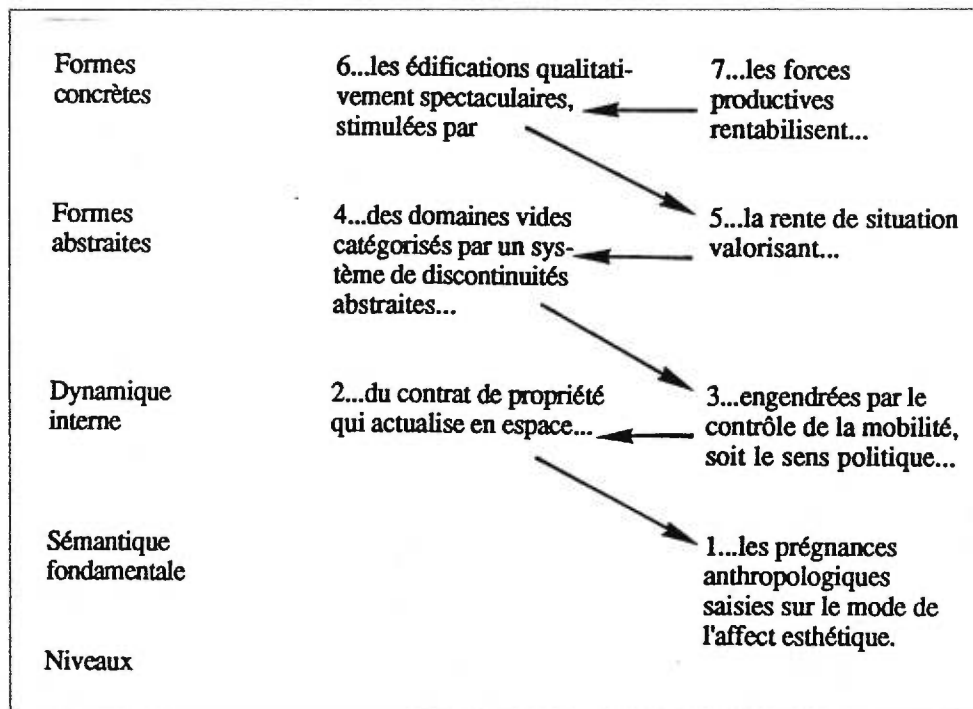 Formes
concrètes
6...les édifications qualitati-
vement spectaculaires,
stimulées par
7...les forces
productives
rentabilisent...
Formes
abstraites
4...des domaines vides
catégorisés par un sys-
tème de discontinuités
abstraites...
5...la rente de situation
valorisant...
Dynamique
interne
2...du contrat de propriété
qui actualise en espace...
3...engendrées par le
contrôle de la mobilité,
soit le sens politique...
Sémantique
fondamentale
1...les prégnances
anthropologiques
saisies sur le mode de
l'affect esthétique.
Niveaux